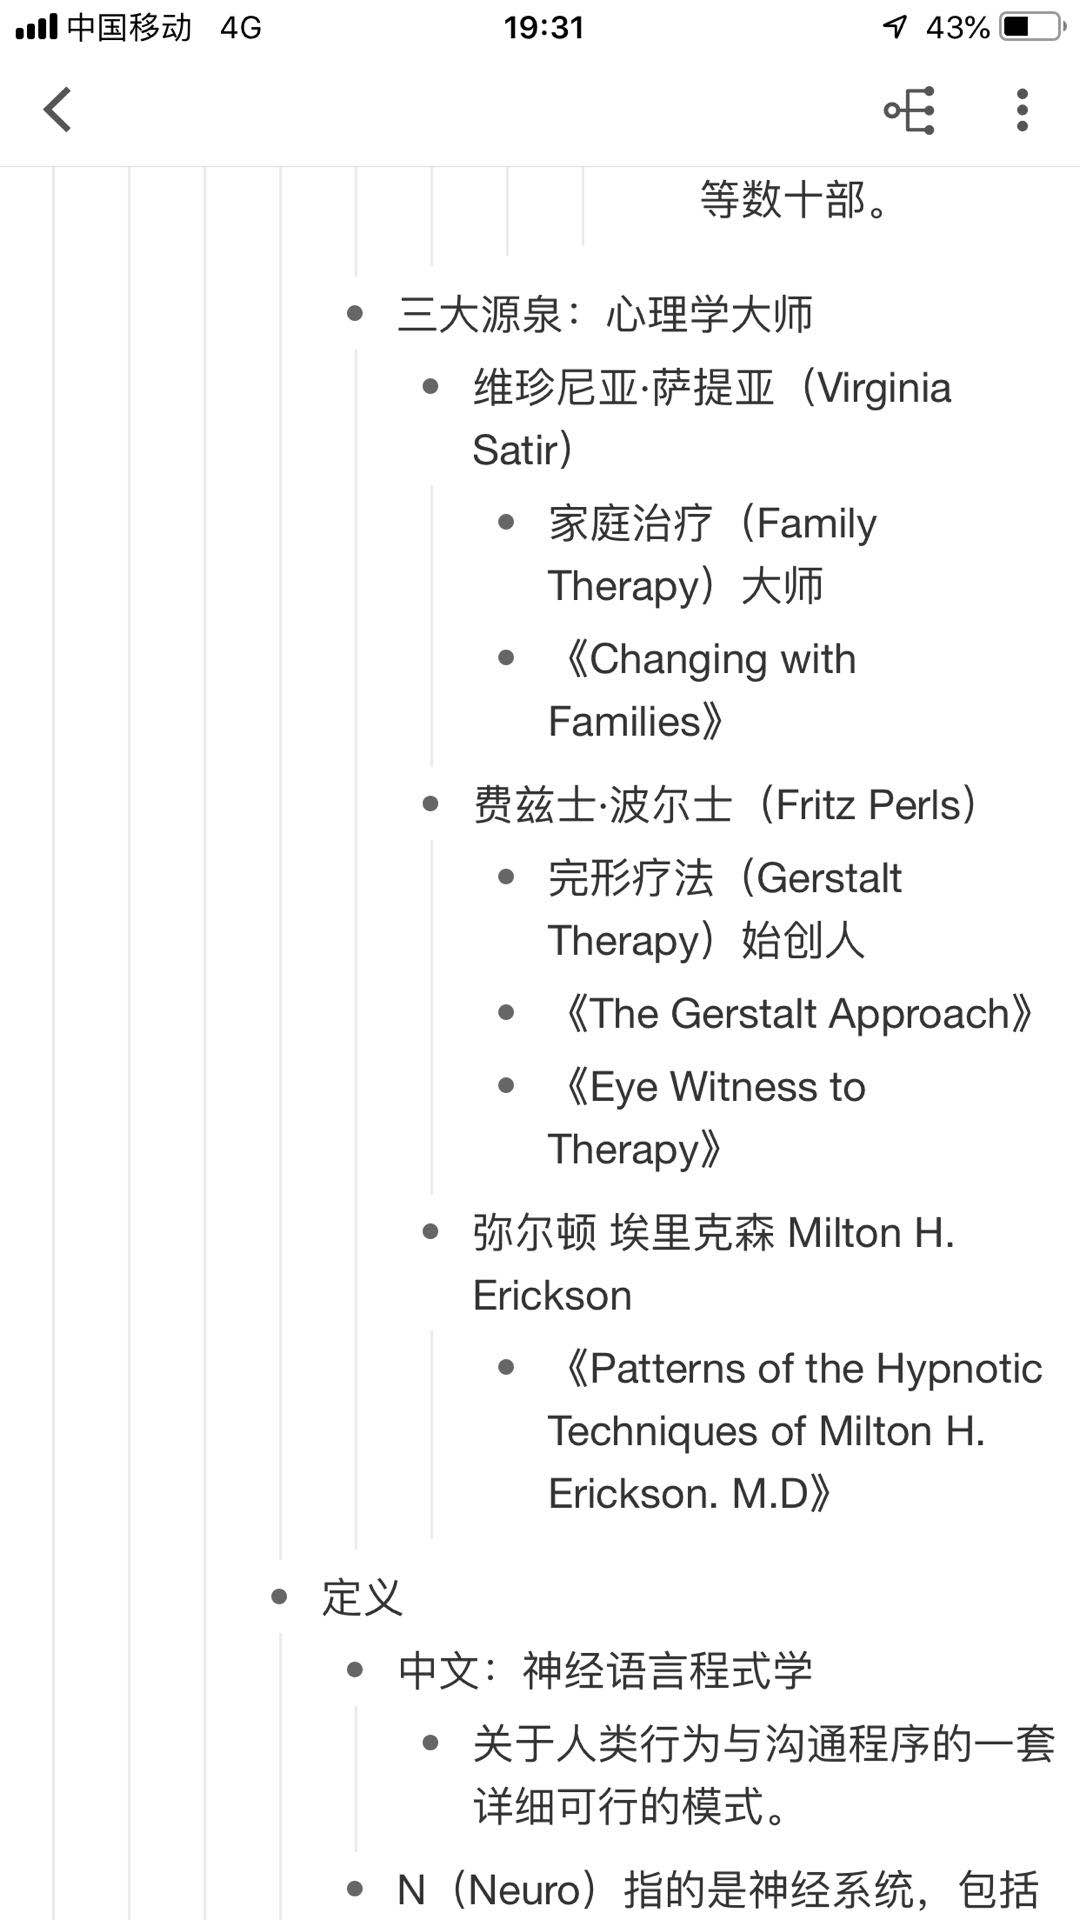 中国移动 4G 19:31 43%
等数十部。
三大源泉：心理学大师
维珍尼亚·萨提亚（Virginia
Satir）
家庭治疗（Family
Therapy）大师
《Changing with
Families》
费兹士·波尔士（Fritz Perls）
完形疗法（Gerstalt
Therapy）始创人
《The Gerstalt Approach》
《Eye Witness to
Therapy》
弥尔顿 埃里克森 Milton H.
Erickson
《Patterns of the Hypnotic
Techniques of Milton H.
Erickson. M.D》
定义
中文：神经语言程式学
关于人类行为与沟通程序的一套
详细可行的模式。
N（Neuro）指的是神经系统，包括